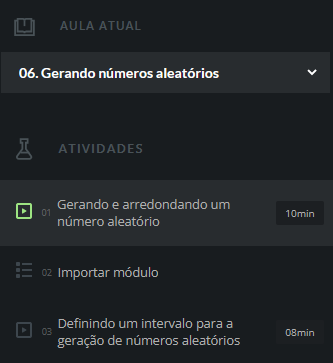 AULA ATUAL
06. Gerando números aleatórios
ATIVIDADES
01 Gerando e arredondando um
número aleatório
10min
02 Importar módulo
03 Definindo um intervalo para a
geração de números aleatórios
08min